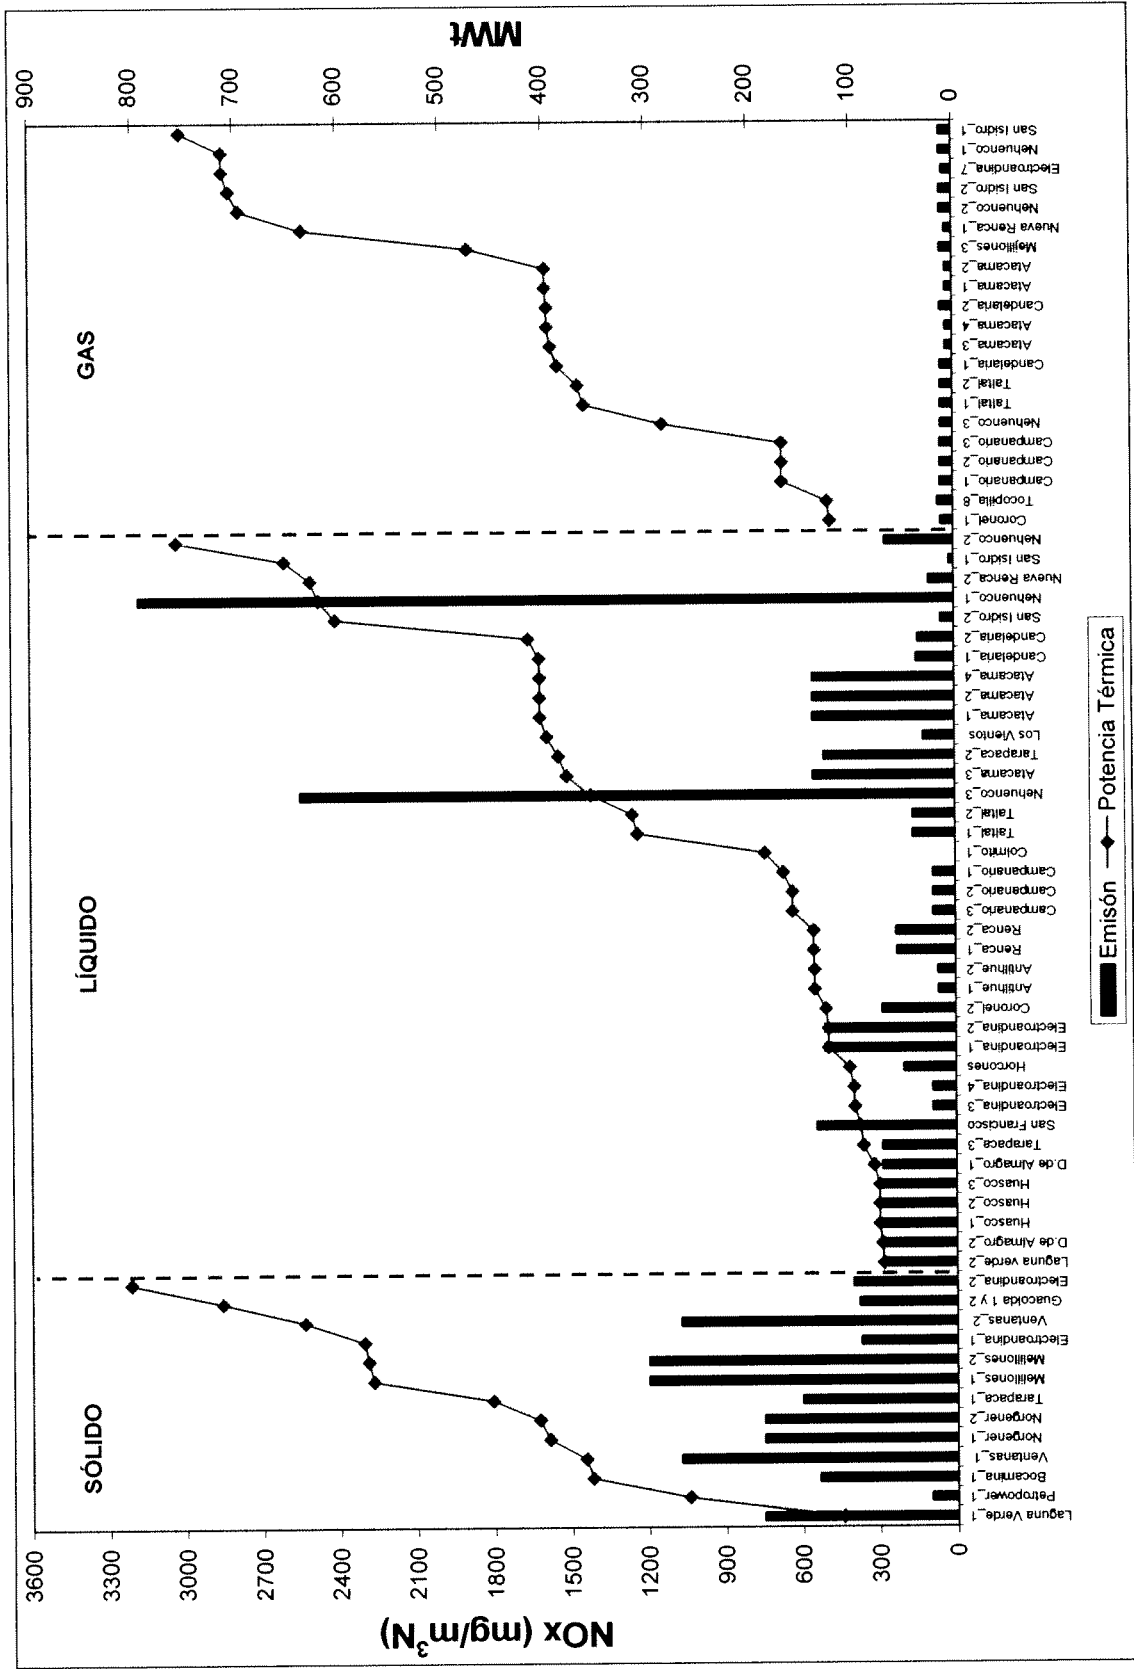 NOx (mg/m³N)
3600
3300
3000
2700
2400
2100
1800
1500
1200
900
600
300
0
SÓLIDO
LÍQUIDO
GAS
MWt
900
800
700
600
500
400
300
200
100
0
Laguna Verde_1
Petropower_1
Bocamina_1
Ventanas_1
Norgener_1
Norgener_2
Tarapaca_1
Mejillones_1
Mejillones_2
Electroandina_1
Ventanas_2
Guacolda 1 y 2
Electroandina_2
Laguna verde_2
D.de Almagro_2
Huasco_1
Huasco_2
Huasco_3
D.de Almagro_1
Tarapaca_3
San Francisco
Electroandina_3
Electroandina_4
Horcones
Electroandina_1
Electroandina_2
Coronel_2
Antilhue_1
Antilhue_2
Renca_1
Renca_2
Campanario_3
Campanario_2
Campanario_1
Colmito_1
Taltal_1
Taltal_2
Nehuenco_3
Atacama_3
Tarapaca_2
Los Vientos
Atacama_1
Atacama_2
Atacama_4
Candelaria_1
Candelaria_2
San Isidro_2
Nehuenco_1
Nueva Renca_2
San Isidro_1
Nehuenco_2
Coronel_1
Tocopilla_8
Campanario_1
Campanario_2
Campanario_3
Nehuenco_3
Taltal_1
Taltal_2
Candelaria_1
Atacama_3
Atacama_4
Candelaria_2
Atacama_1
Atacama_2
Mejillones_3
Nueva Renca_1
Nehuenco_2
San Isidro_2
Electroandina_7
Nehuenco_1
San Isidro_1
Emisón Potencia Térmica